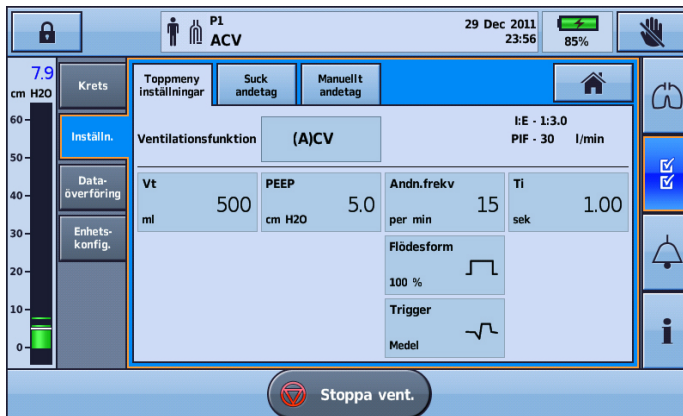 P1
ACV
29 Dec 2011
23:56
85%
7.9
cm H2O
60
50
40
30
20
10
0
Krets
Inställn.
Data-
överföring
Enhets-
konfig.
Toppmeny
inställningar
Suck
andetag
Manuellt
andetag
Ventilationsfunktion
(A)CV
I:E - 1:3.0
PIF - 30 l/min
Vt
500
ml
PEEP
5.0
cm H2O
Andn.frekv
15
per min
Ti
1.00
sek
Flödesform
100 %
Trigger
Medel
i
Stoppa vent.